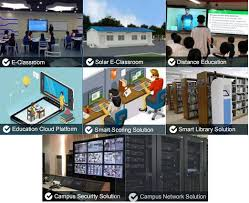 E-Classroom
Solar E-Classroom
Distance Education
Education Cloud Platform
Smart Scoring Solution
Smart Library Solution
Campus Security Solution
Campus Network Solution